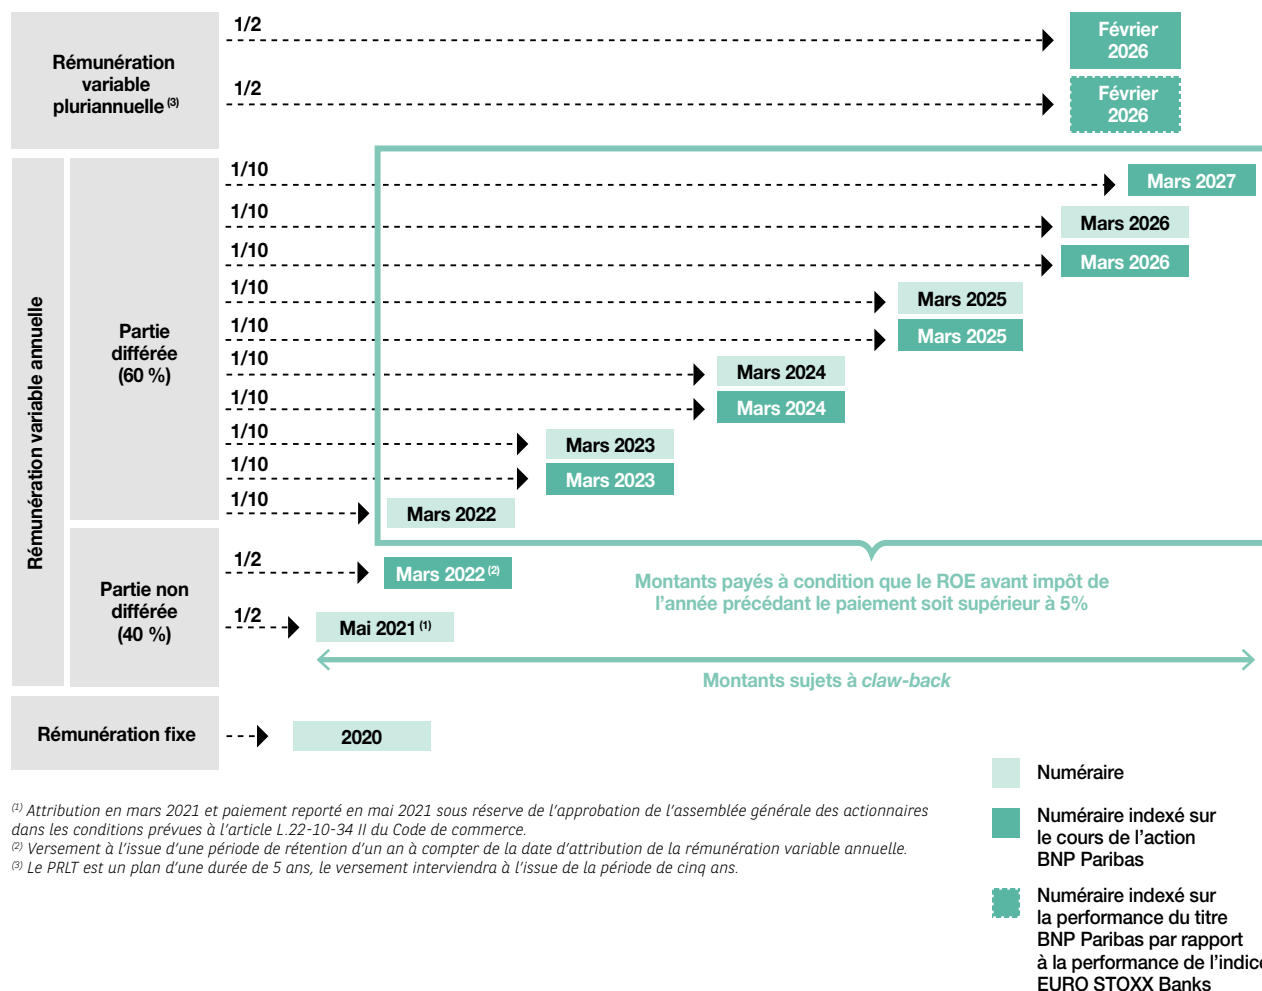 Rémunération
variable
pluriannuelle (3)
1/2
Février
2026
1/2
Février
2026
Rémunération variable annuelle
Partie
différée
(60 %)
1/10
Mars 2027
1/10
Mars 2026
1/10
Mars 2026
1/10
Mars 2025
1/10
Mars 2025
1/10
Mars 2024
1/10
Mars 2024
1/10
Mars 2023
1/10
Mars 2023
1/10
Mars 2022
Partie non
différée
(40 %)
1/2
Mars 2022 (2)
1/2
Mai 2021 (1)
Montants payés à condition que le ROE avant impôt de
l'année précédant le paiement soit supérieur à 5%
Montants sujets à claw-back
Rémunération fixe
2020
Numéraire
Numéraire indexé sur
le cours de l'action
BNP Paribas
Numéraire indexé sur
la performance du titre
BNP Paribas par rapport
à la performance de l'indice
EURO STOXX Banks
(1) Attribution en mars 2021 et paiement reporté en mai 2021 sous réserve de l'approbation de l'assemblée générale des actionnaires
dans les conditions prévues à l'article L.22-10-34 II du Code de commerce.
(2) Versement à l'issue d'une période de rétention d'un an à compter de la date d'attribution de la rémunération variable annuelle.
(3) Le PRLT est un plan d'une durée de 5 ans, le versement interviendra à l'issue de la période de cinq ans.